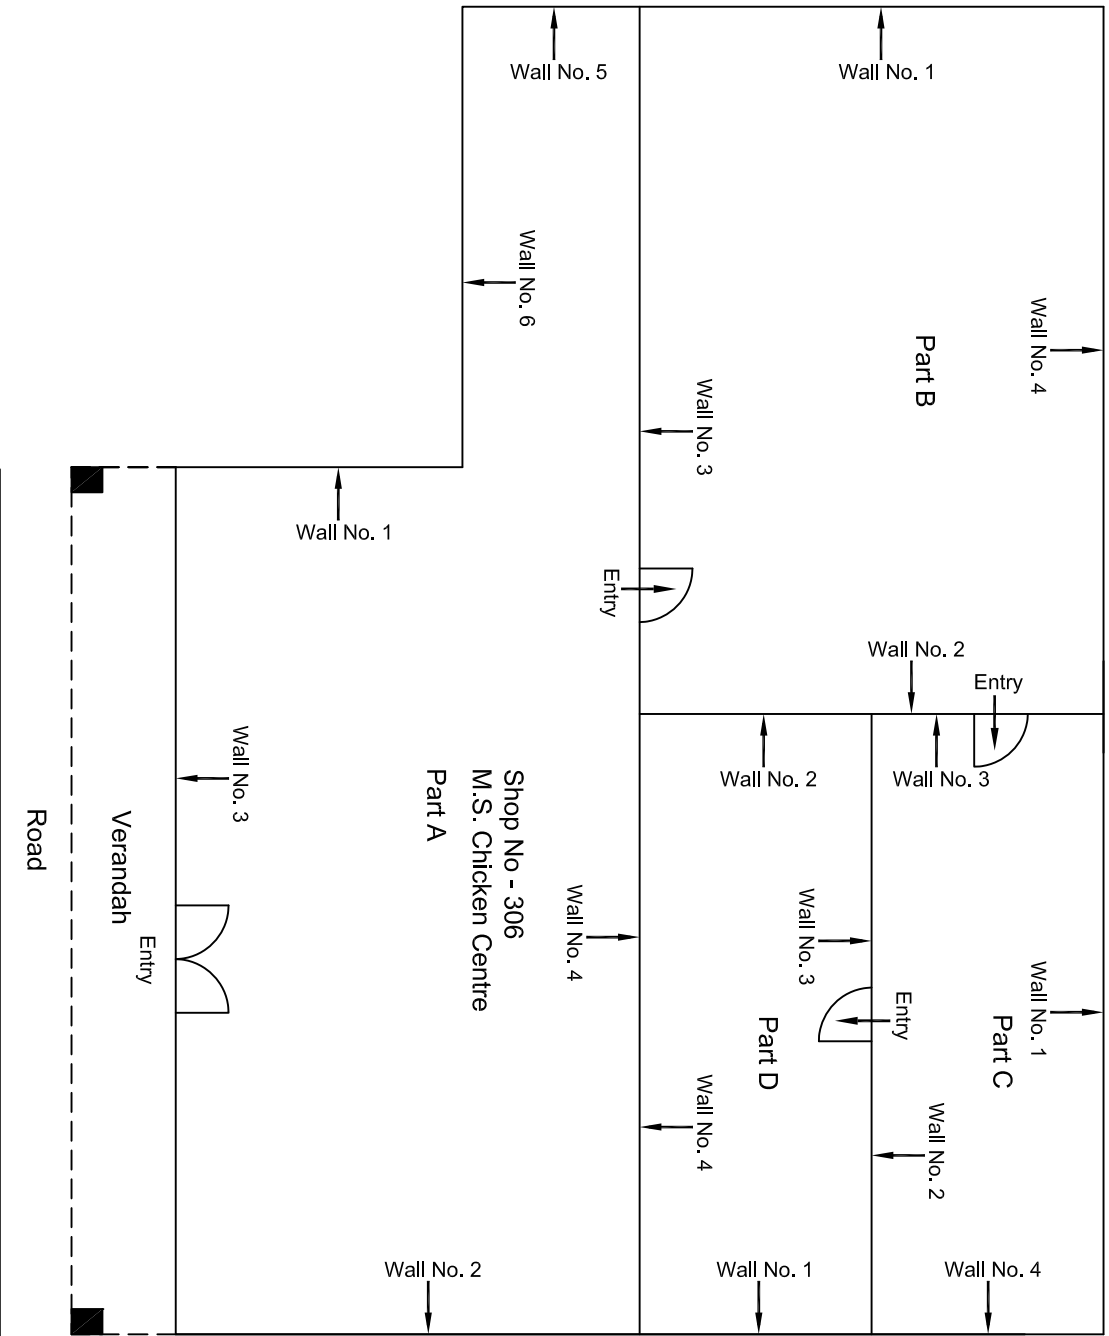 Wall No. 5
Wall No. 1
Wall No. 6
Wall No. 4
Part B
Wall No. 3
Wall No. 1
Entry
Wall No. 2
Entry
Wall No. 2
Wall No. 3
Wall No. 3
Shop No - 306
M.S. Chicken Centre
Part A
Verandah
Road
Entry
Wall No. 4
Wall No. 3
Entry
Wall No. 1
Part C
Part D
Wall No. 4
Wall No. 2
Wall No. 2
Wall No. 1
Wall No. 4